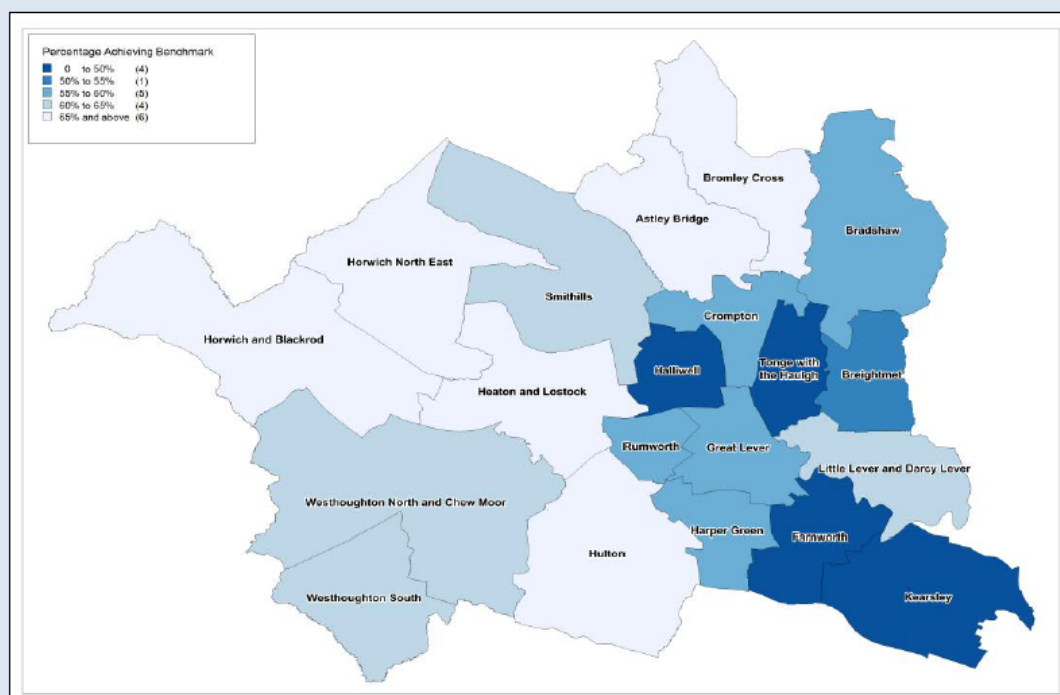 Percentage Achieving Benchmark
0 to 50% (4)
50% to 55% (1)
55% to 60% (5)
60% to 65% (4)
65% and above (6)
Bromley Cross
Astley Bridge
Bradshaw
Horwich North East
Smithills
Crompton
Horwich and Blackrod
Halliwell
Tonge with
the Haulgh
Breightmet
Heaton and Lostock
Rumworth
Great Lever
Little Lever and Darcy Lever
Westhoughton North and Chew Moor
Harper Green
Farnworth
Hulton
Westhoughton South
Kearsley